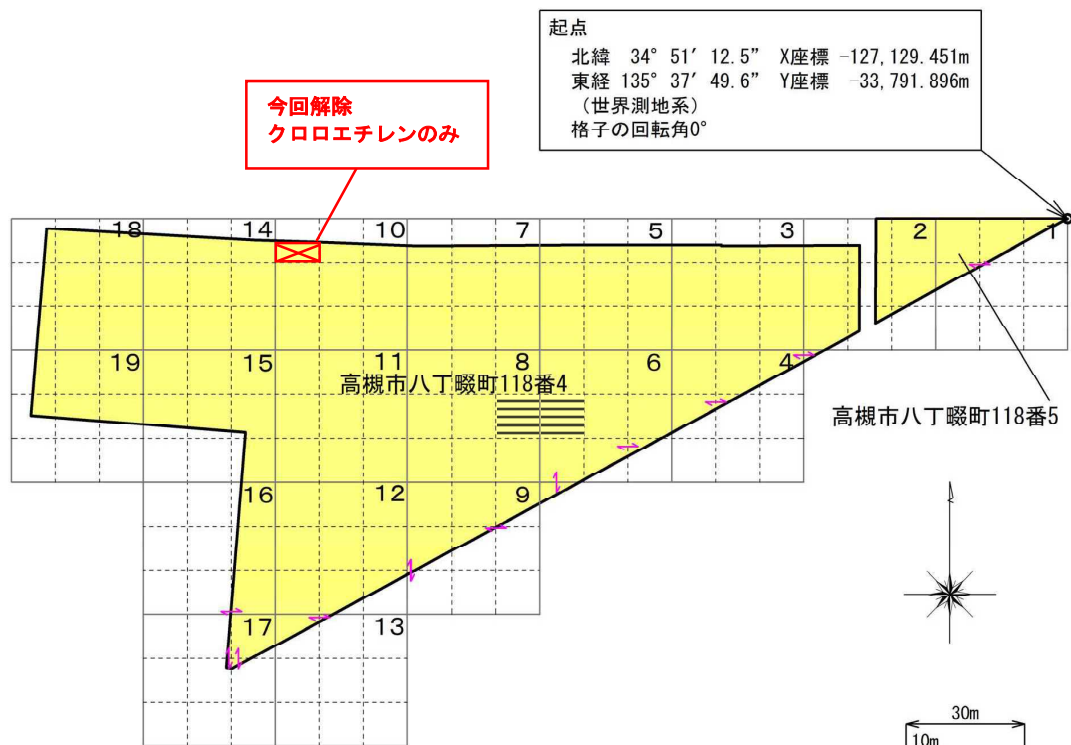 起点
北緯 34° 51′ 12.5” X座標 -127,129.451m
東経 135° 37′ 49.6” Y座標 -33,791.896m
（世界測地系）
格子の回転角0°
今回解除
クロロエチレンのみ
18 14 10 7 5 3 2 1
19 15 11 8 6 4
高槻市八丁畷町118番4
高槻市八丁畷町118番5
16 12 9
17 13
30m
10m